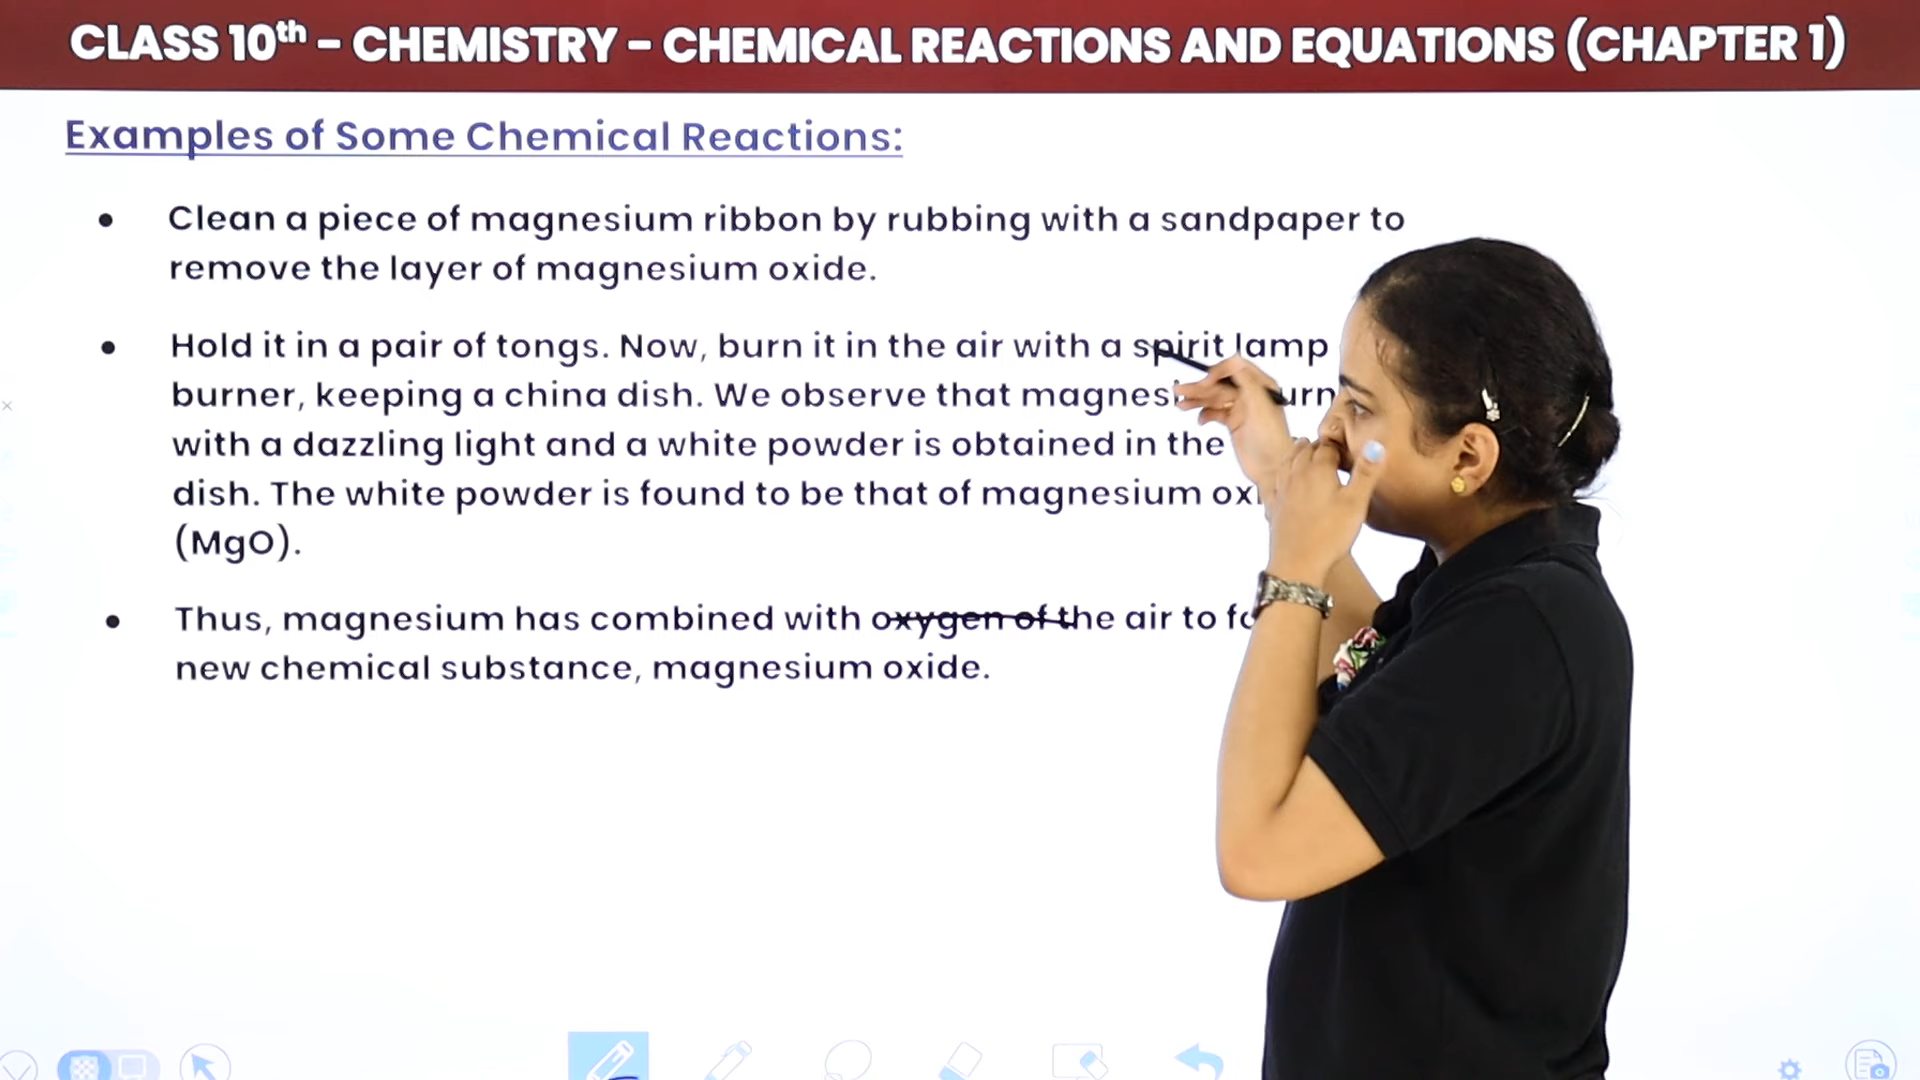 CLASS 10th – CHEMISTRY – CHEMICAL REACTIONS AND EQUATIONS (CHAPTER 1)
Examples of Some Chemical Reactions:
• Clean a piece of magnesium ribbon by rubbing with a sandpaper to
remove the layer of magnesium oxide.
• Hold it in a pair of tongs. Now, burn it in the air with a spirit lamp
burner, keeping a china dish. We observe that
with a dazzling light and a white powder is obtained in the
dish. The white powder is found to be that of magnesium
(MgO).
• Thus, magnesium has combined with oxygen of the air to
new chemical substance, magnesium oxide.